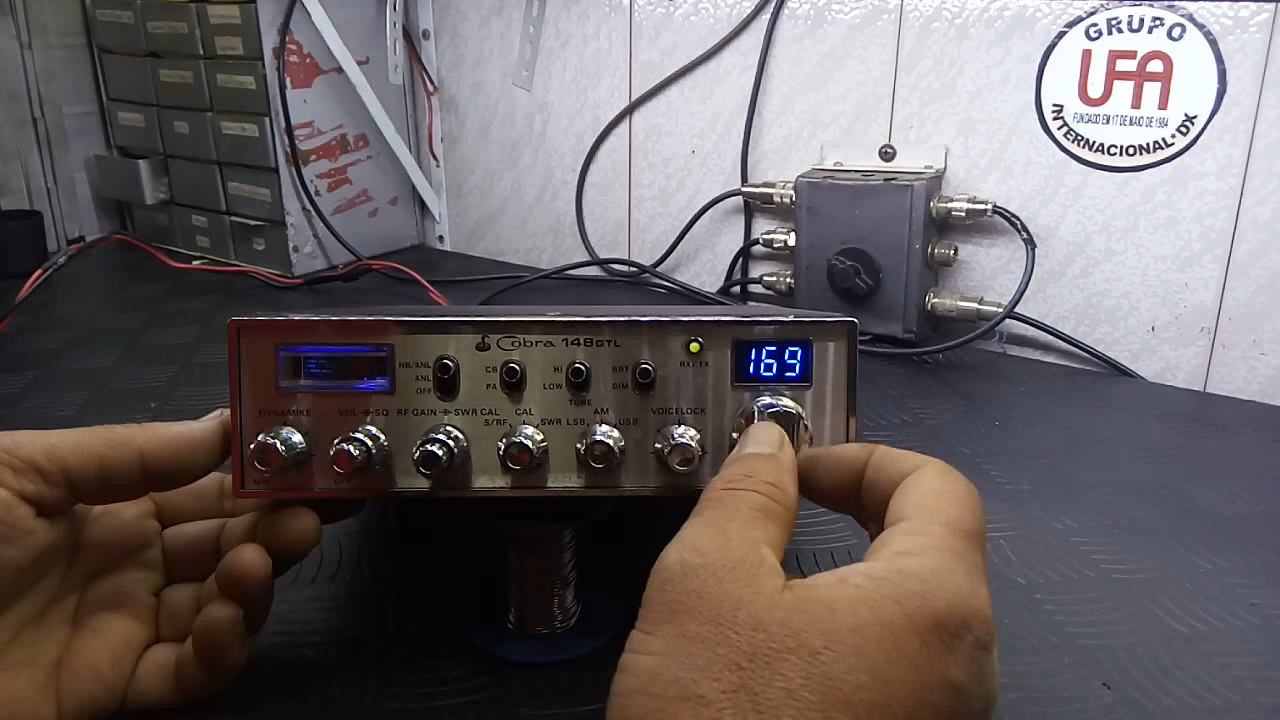 GRUPO
UFA
FUNDADO EM 17 DE MAIO DE 1984
INTERNACIONAL*DX
Cobra 148GTL
NB/ANL
ANL
OFF
CB
PA
HI
LOW
TONE
BRT
DIM
RX/TX
169
DYNAMIKE
VOL
SQ
RF GAIN
SWR CAL
CAL
S/RF
SWR
AM
LSB
USB
VOICELOCK